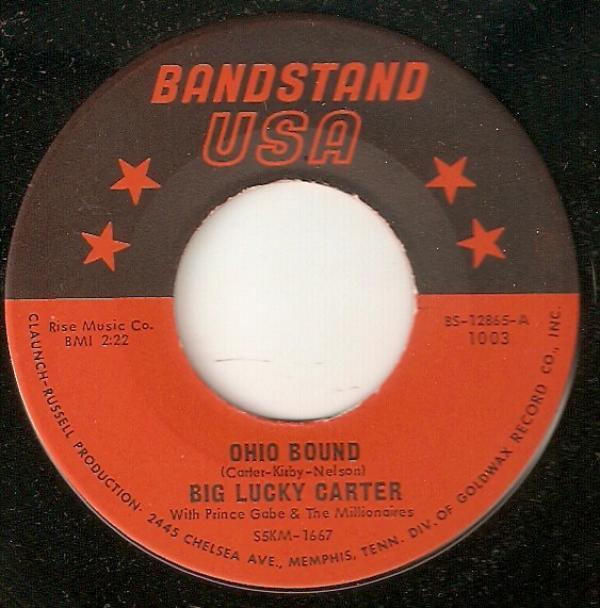 BANDSTAND
USA
Rise Music Co.
BMI 2:22
BS-12865-A
1003
OHIO BOUND
(Carter-Kirby-Nelson)
BIG LUCKY CARTER
With Prince Gabe & The Millionaires
S5KM-1667
CLAUNCH-RUSSELL PRODUCTION. 2445 CHELSEA AVE., MEMPHIS, TENN. DIV. OF GOLDWAX RECORD CO., INC.